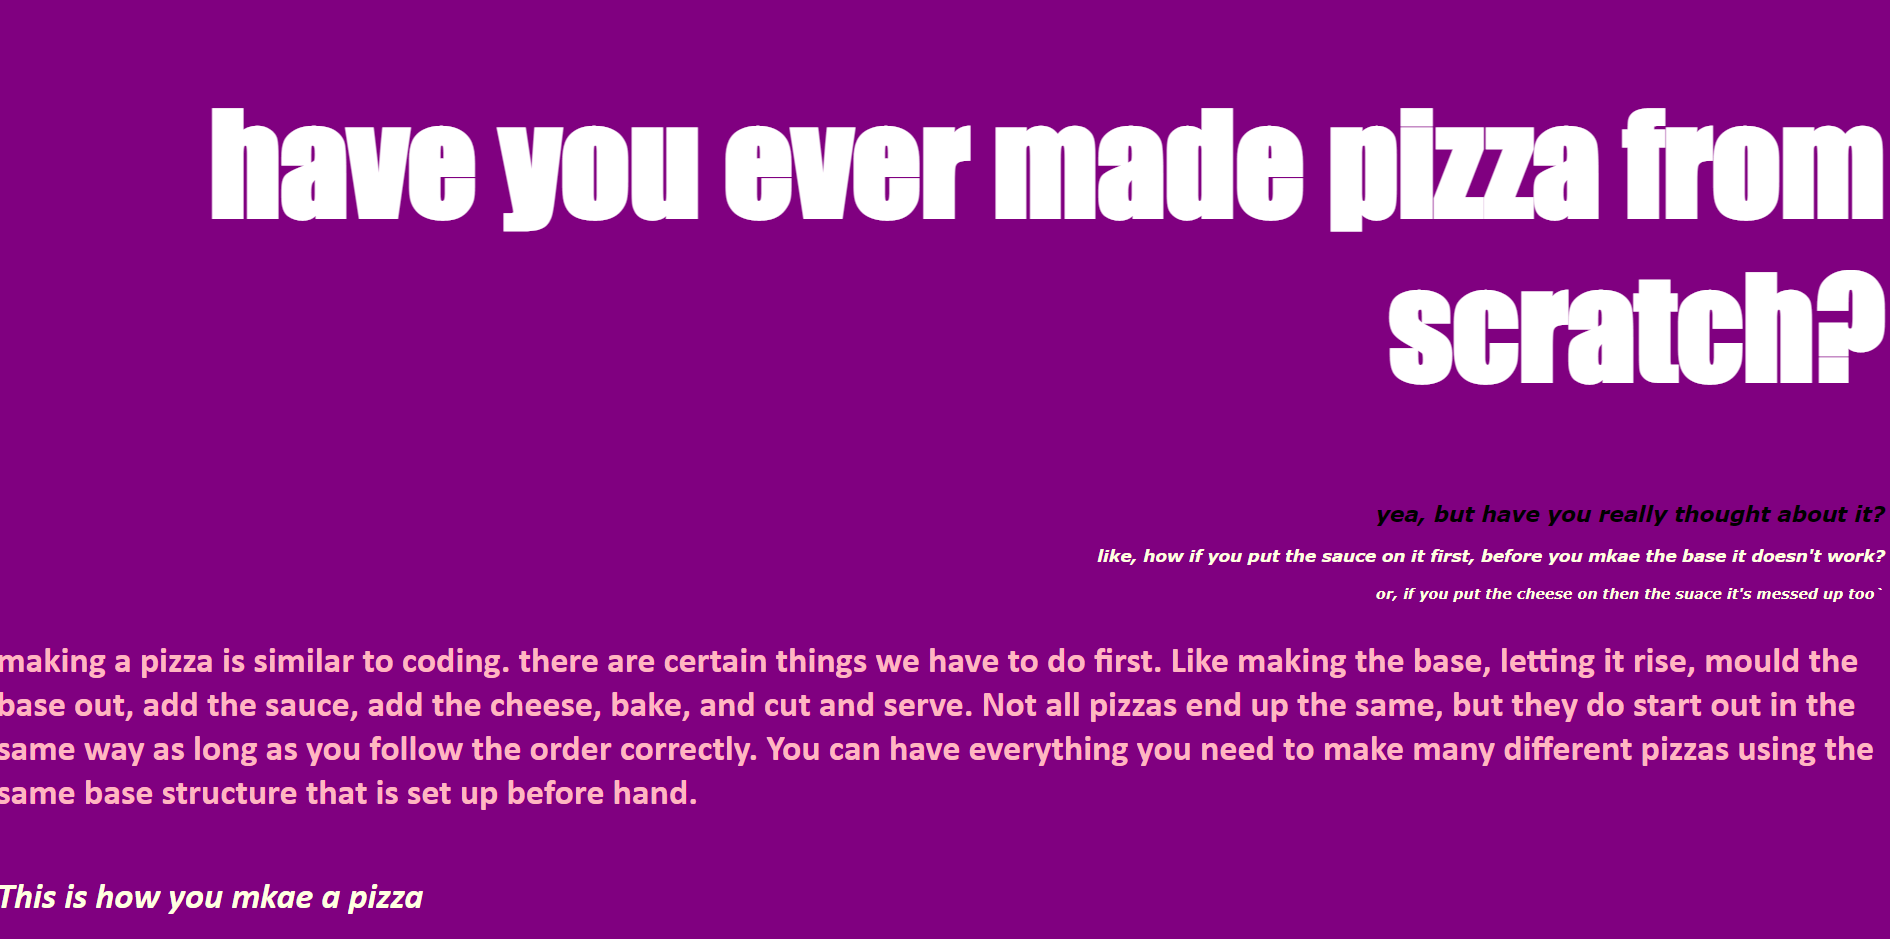 have you ever made pizza from
scratch?
yea, but have you really thought about it?
like, how if you put the sauce on it first, before you mkae the base it doesn't work?
or, if you put the cheese on then the suace it's messed up too`
making a pizza is similar to coding. there are certain things we have to do first. Like making the base, letting it rise, mould the
base out, add the sauce, add the cheese, bake, and cut and serve. Not all pizzas end up the same, but they do start out in the
same way as long as you follow the order correctly. You can have everything you need to make many different pizzas using the
same base structure that is set up before hand.
This is how you mkae a pizza